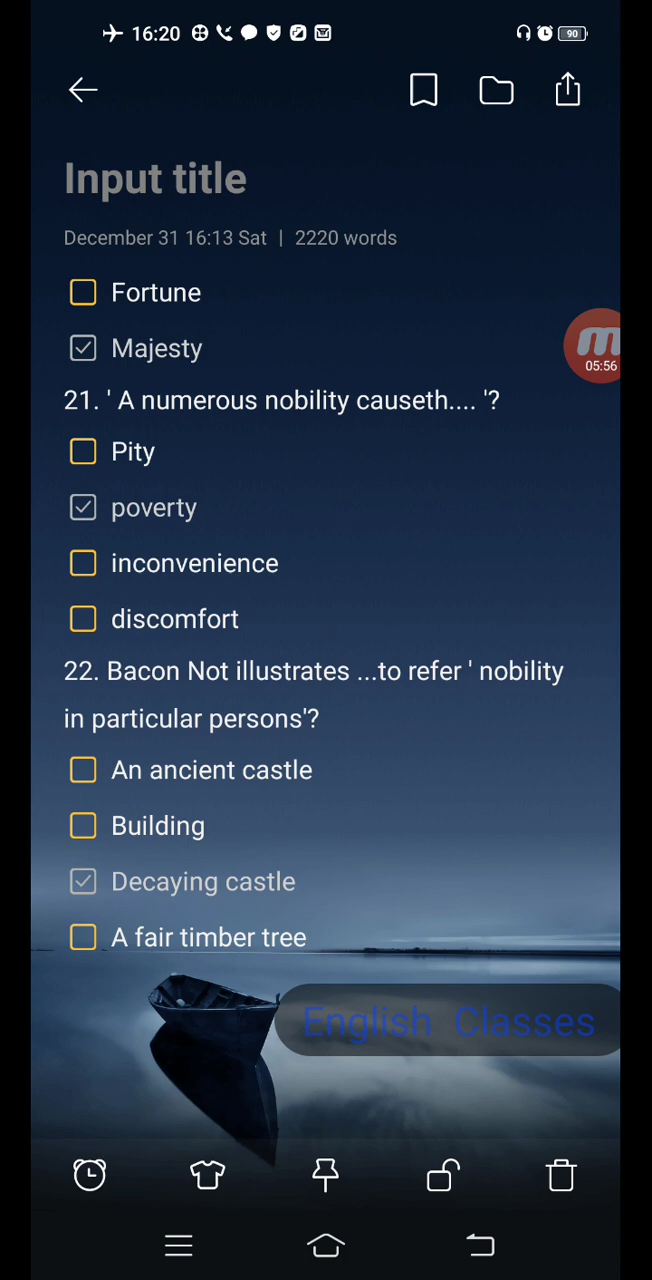 16:20
90
Input title
December 31 16:13 Sat | 2220 words
Fortune
Majesty
05:56
21. ' A numerous nobility causeth.... '?
Pity
poverty
inconvenience
discomfort
22. Bacon Not illustrates ...to refer ' nobility
in particular persons'?
An ancient castle
Building
Decaying castle
A fair timber tree
English Classes